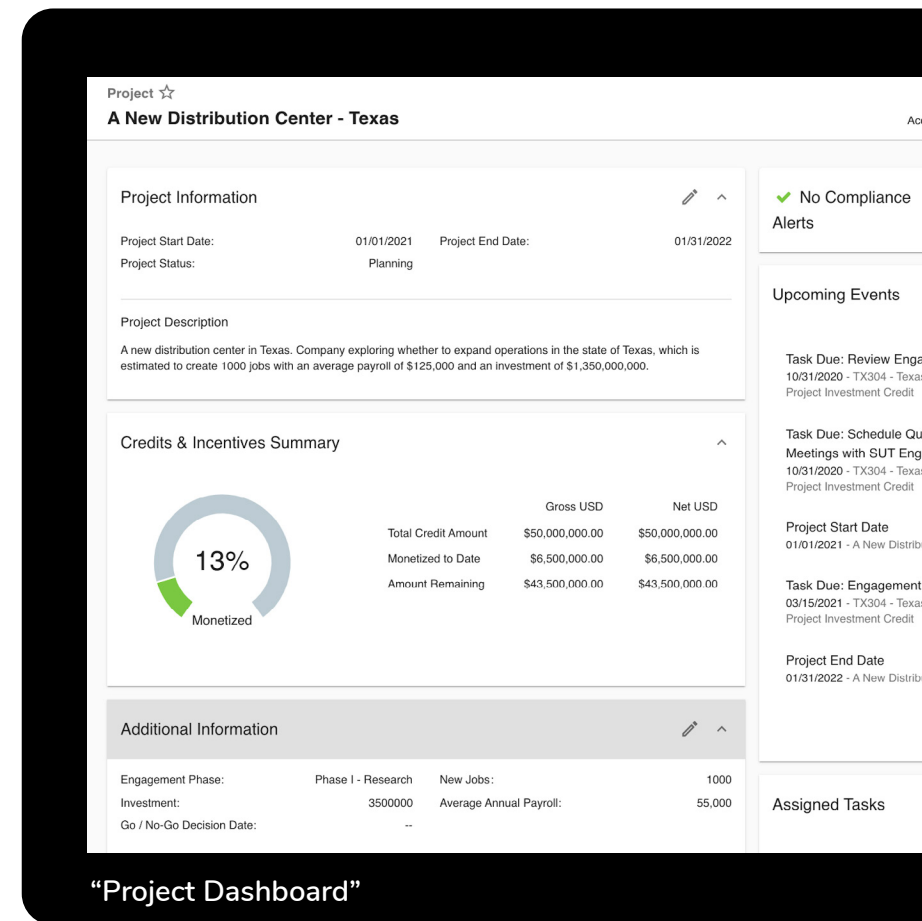 Project
A New Distribution Center - Texas
Project Information
Project Start Date: 01/01/2021 Project End Date: 01/31/2022
Project Status: Planning
Project Description
A new distribution center in Texas. Company exploring whether to expand operations in the state of Texas, which is
estimated to create 1000 jobs with an average payroll of $125,000 and an investment of $1,350,000,000.
Credits & Incentives Summary
13%
Monetized
Gross USD Net USD
Total Credit Amount $50,000,000.00 $50,000,000.00
Monetized to Date $6,500,000.00 $6,500,000.00
Amount Remaining $43,500,000.00 $43,500,000.00
Additional Information
Engagement Phase: Phase I - Research New Jobs: 1000
Investment: 3500000 Average Annual Payroll: 55,000
Go / No-Go Decision Date: --
No Compliance
Alerts
Upcoming Events
Task Due: Review
10/31/2020 - TX304 -
Project Investment Credit
Task Due: Schedule
Meetings with SUT
10/31/2020 - TX304 -
Project Investment Credit
Project Start Date
01/01/2021 - A New
Task Due: Engagement
03/15/2021 - TX304 -
Project Investment Credit
Project End Date
01/31/2022 - A New
Assigned Tasks
“Project Dashboard”